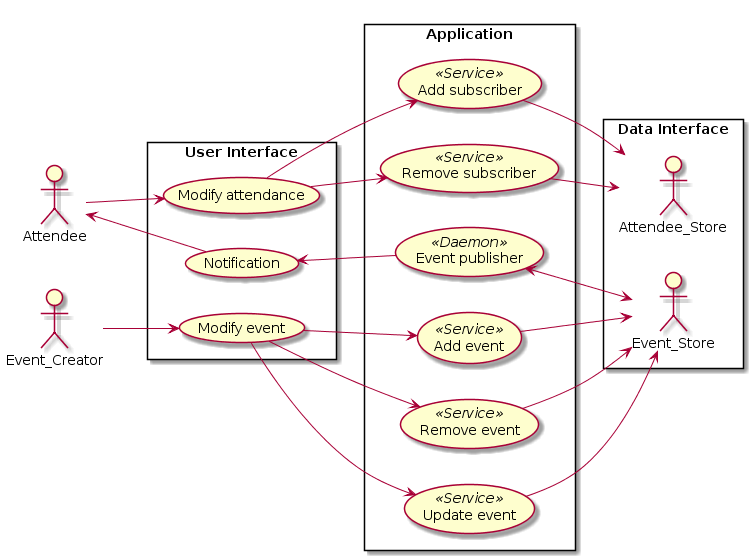 Application
«Service»
Add subscriber
Data Interface
User Interface
«Service»
Remove subscriber
Modify attendance
Attendee_Store
Attendee
«Daemon»
Event publisher
Notification
Modify event
«Service»
Add event
Event_Store
Event_Creator
«Service»
Remove event
«Service»
Update event